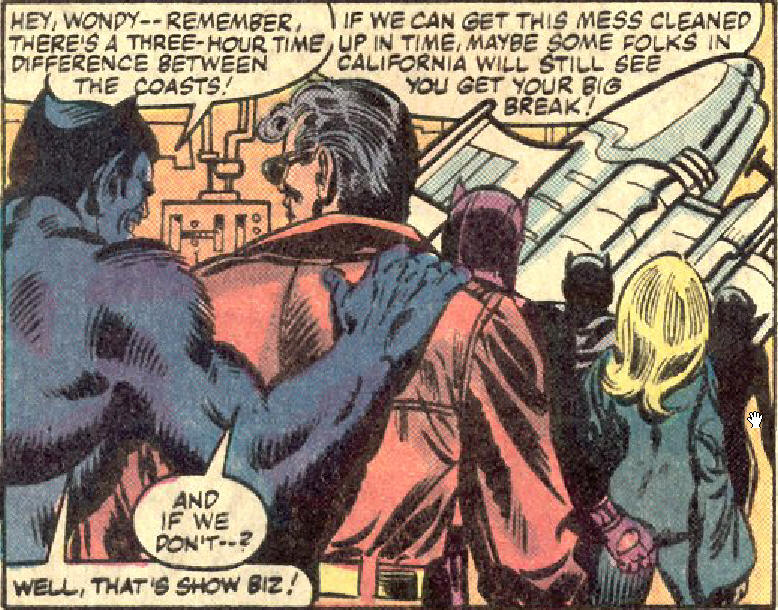 HEY, WONDY--REMEMBER,
THERE'S A THREE-HOUR TIME
DIFFERENCE BETWEEN
THE COASTS!
IF WE CAN GET THIS MESS CLEANED
UP IN TIME, MAYBE SOME FOLKS IN
CALIFORNIA WILL STILL SEE
YOU GET YOUR BIG
BREAK!
AND
IF WE
DON'T--?
WELL, THAT'S SHOW BIZ!